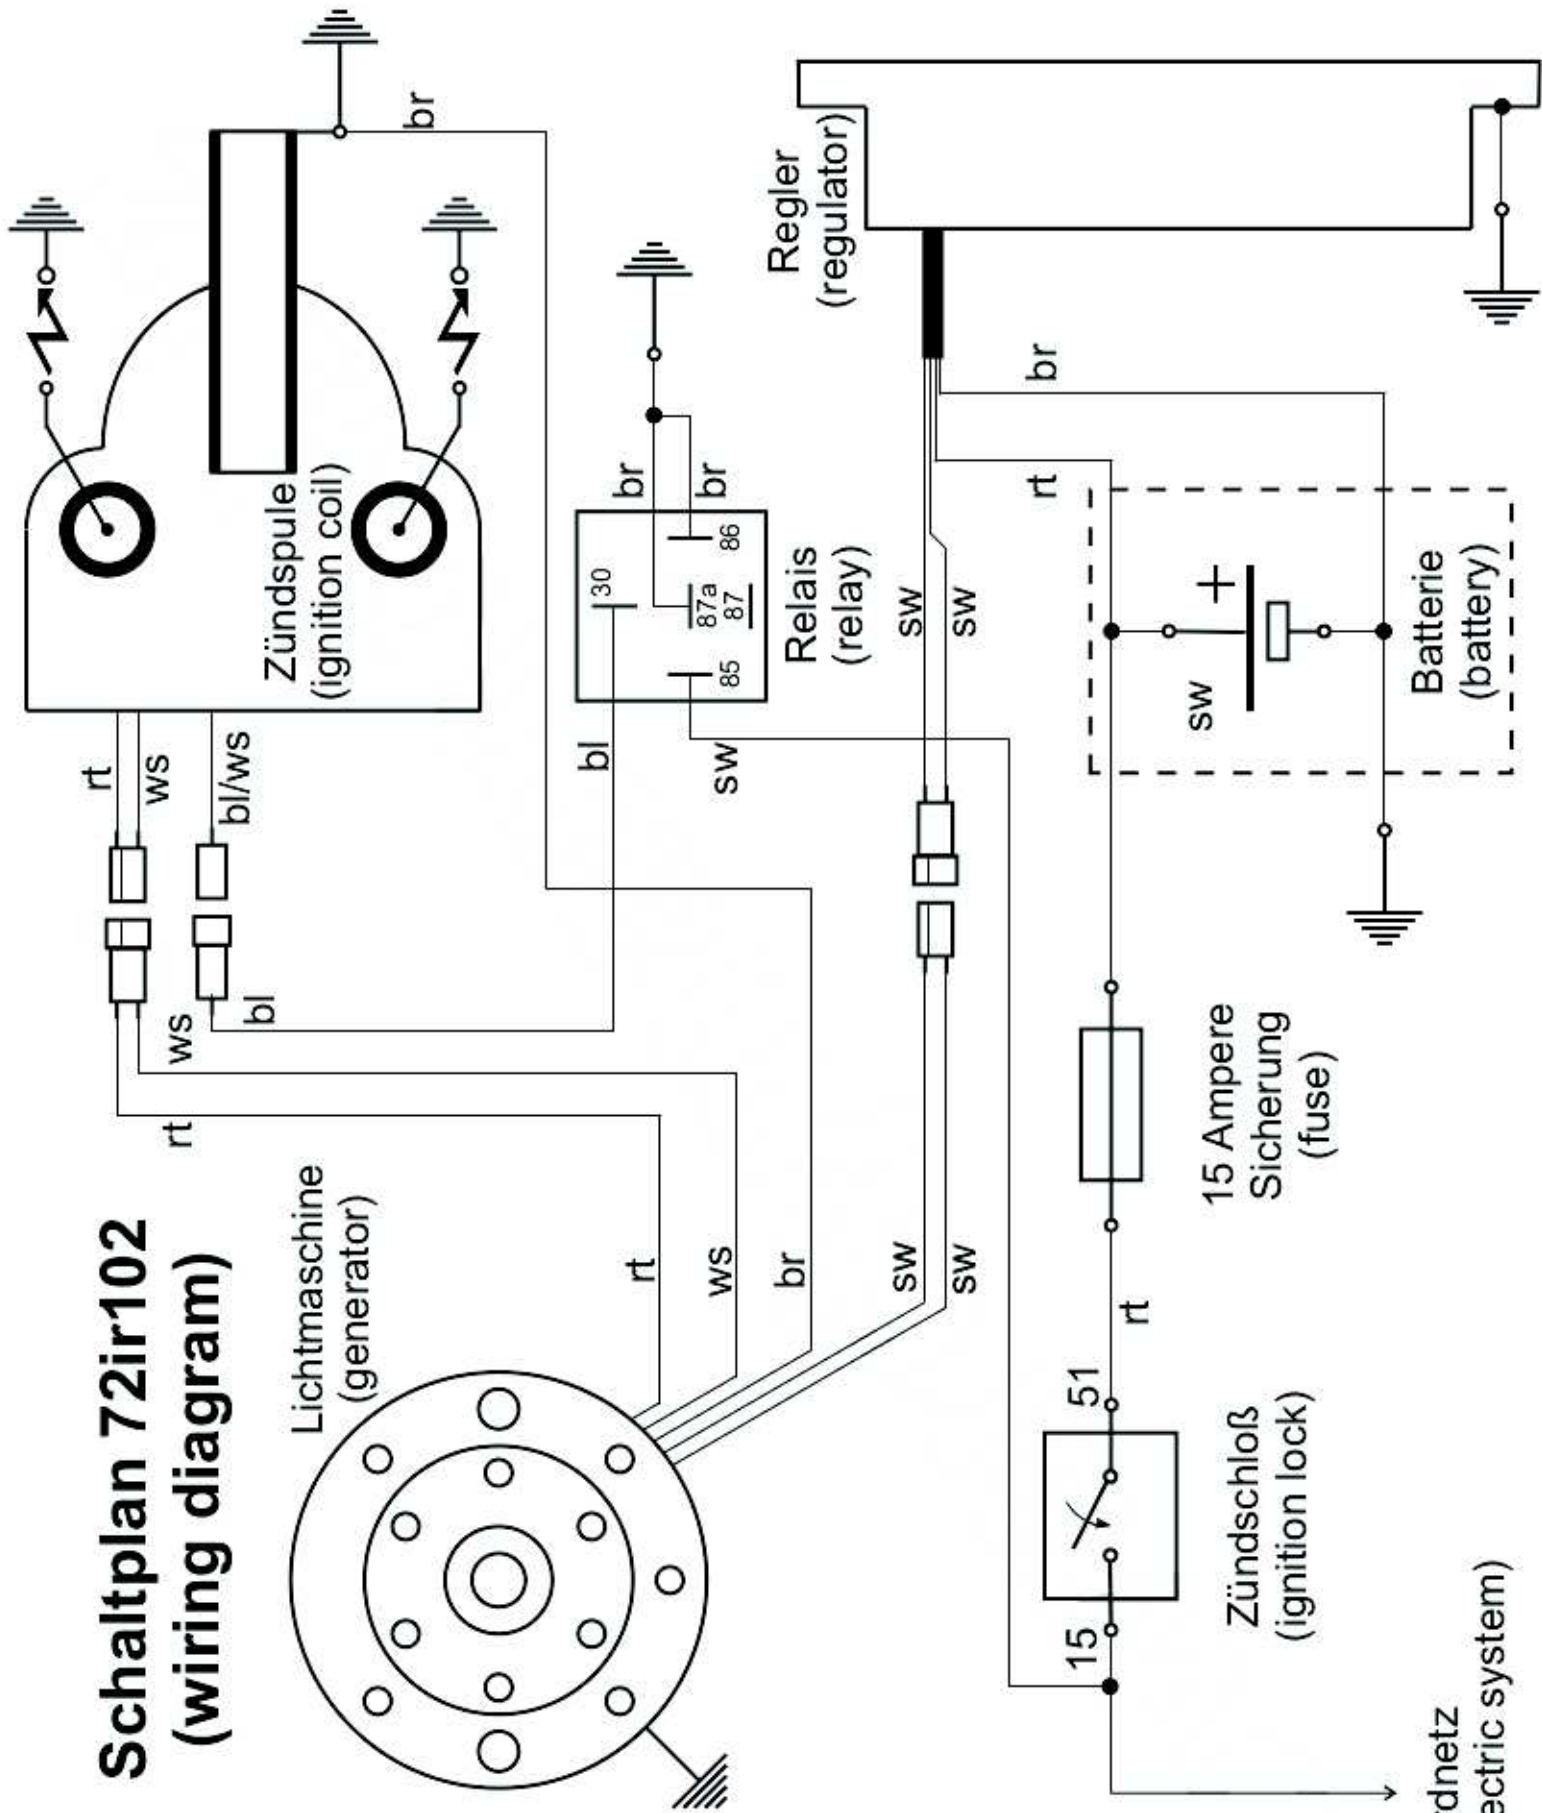 Schaltplan 72ir102
(wiring diagram)
rt
ws
bl/ws
rt
ws
bl
Zündspule
(ignition coil)
br
Lichtmaschine
(generator)
rt
ws
br
sw
sw
bl
sw
30
85
87a
87
86
br
br
Relais
(relay)
sw
sw
Regler
(regulator)
rt
br
15
51
Zündschloß
(ignition lock)
rt
15 Ampere
Sicherung
(fuse)
sw
+
Batterie
(battery)
rdnetz
ectric system)